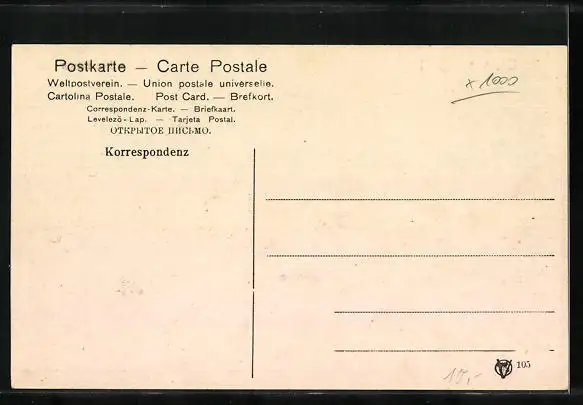 Postkarte – Carte Postale
Weltpostverein. — Union postale universelle.
Cartolina Postale. Post Card. — Brefkort.
Correspondenz-Karte. — Briefkaart.
Levelező-Lap. — Tarjeta Postal.
ОТКРЫТОЕ ПИСЬМО.
Korrespondenz
x 1000
105
15,-